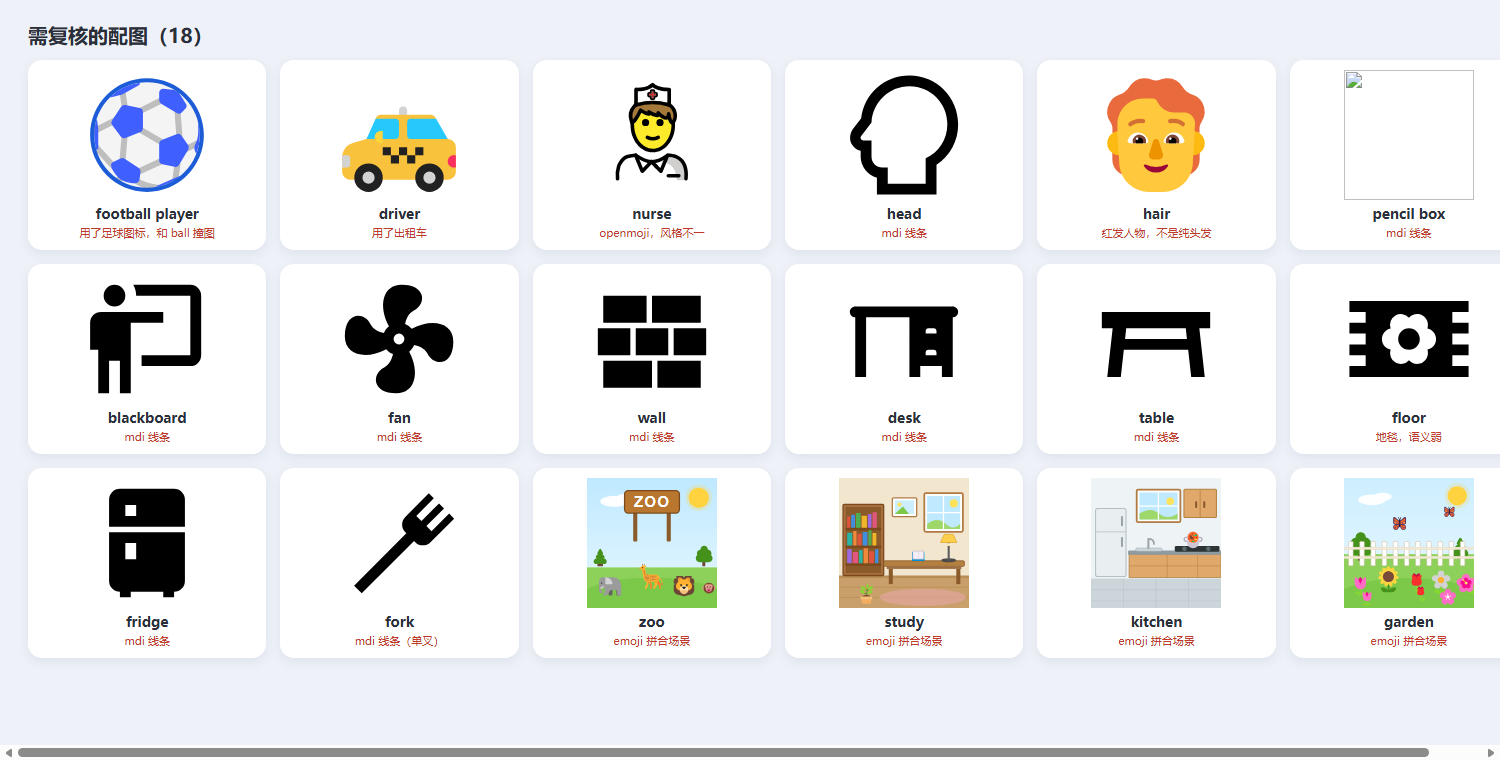 需复核的配图（18）
football player
用了足球图标，和 ball 撞图
driver
用了出租车
nurse
openmoji，风格不一
head
mdi 线条
hair
红发人物，不是纯头发
pencil box
mdi 线条
blackboard
mdi 线条
fan
mdi 线条
wall
mdi 线条
desk
mdi 线条
table
mdi 线条
floor
地毯，语义弱
fridge
mdi 线条
fork
mdi 线条（单叉）
ZOO
zoo
emoji 拼合场景
study
emoji 拼合场景
kitchen
emoji 拼合场景
garden
emoji 拼合场景